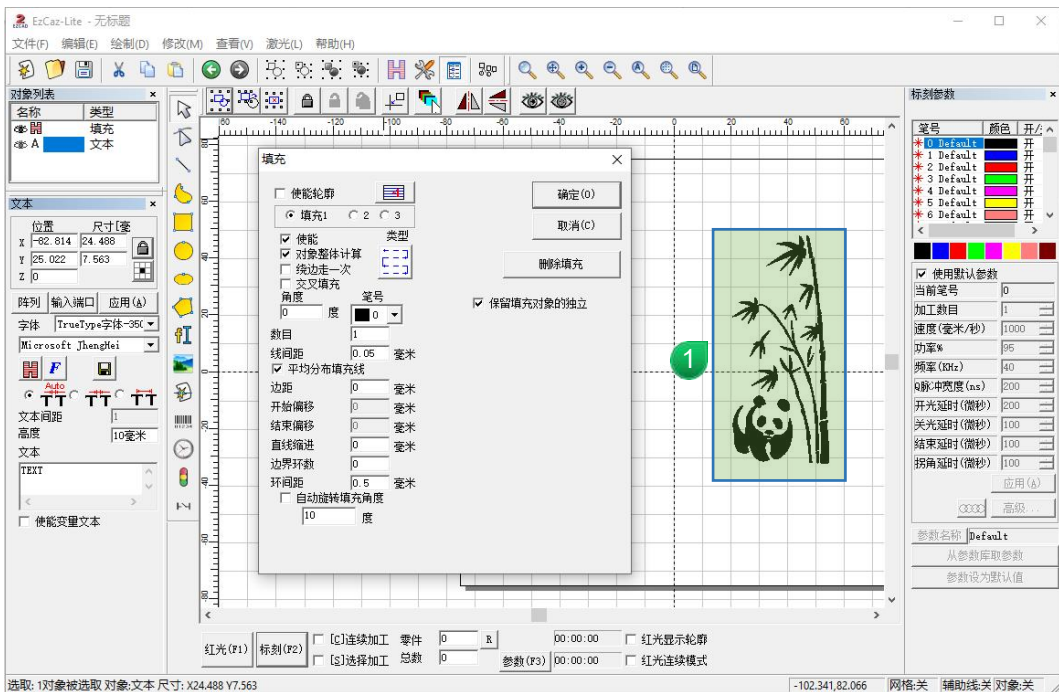 EzCaz-Lite - 无标题
文件(F) 编辑(E) 绘制(D) 修改(M) 查看(V) 激光(L) 帮助(H)
对象列表
名称 类型
填充
A 文本
文本
位置 尺寸[毫
X -82.814 24.488
Y 25.022 7.563
Z 0
阵列 输入端口 应用(A)
字体 TrueType字体-35(
Microsoft JhengHei
F
Auto
TT TT TT
文本间距 1
高度 10毫米
文本
TEXT
使能变量文本
填充
使能轮廓
填充1 2 3
使能 类型
对象整体计算
绕边走一次
交叉填充
角度 笔号
0 度 0
数目 1
线间距 0.05 毫米
平均分布填充线
边距 0 毫米
开始偏移 0 毫米
结束偏移 0 毫米
直线缩进 0 毫米
边界环数 0
环间距 0.5 毫米
自动旋转填充角度
10 度
确定(O)
取消(C)
删除填充
保留填充对象的独立
-140 -120 -100 -80 -60 -40 -20 0 20 40 60
1
标刻参数
笔号 颜色 开/:
0 Default 开
1 Default 开
2 Default 开
3 Default 开
4 Default 开
5 Default 开
6 Default 开
使用默认参数
当前笔号 0
加工数目 1
速度(毫米/秒) 1000
功率% 95
频率(KHz) 40
Q脉冲宽度(ns) 200
开光延时(微秒) 200
关光延时(微秒) 100
结束延时(微秒) 100
拐角延时(微秒) 100
应用(A)
高级...
参数名称 Default
从参数库取参数
参数设为默认值
红光(F1) 标刻(F2) [C]连续加工 零件 0 R 00:00:00 红光显示轮廓
[S]选择加工 总数 0 参数(F3) 00:00:00 红光连续模式
选取: 1对象被选取 对象:文本 尺寸: X24.488 Y7.563 -102.341,82.066 网格:关 辅助线:关 对象:关